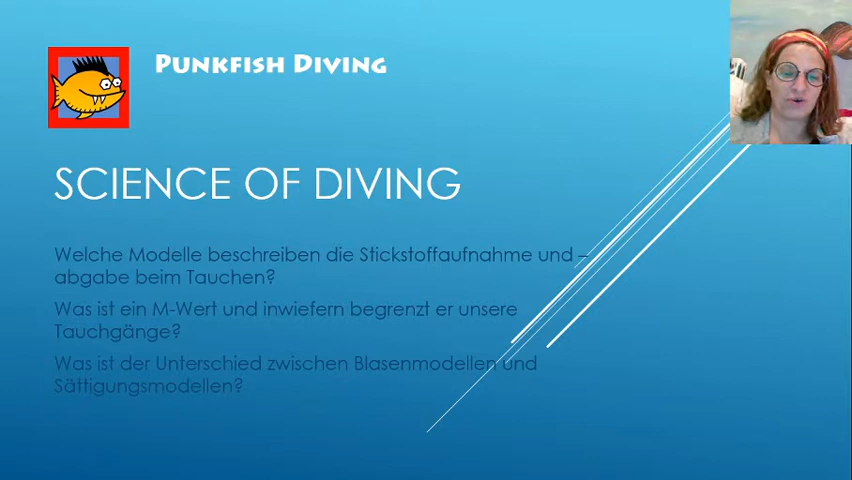 PUNKFISH DIVING
SCIENCE OF DIVING
Welche Modelle beschreiben die Stickstoffaufnahme und –
abgabe beim Tauchen?
Was ist ein M-Wert und inwiefern begrenzt er unsere
Tauchgänge?
Was ist der Unterschied zwischen Blasenmodellen und
Sättigungsmodellen?